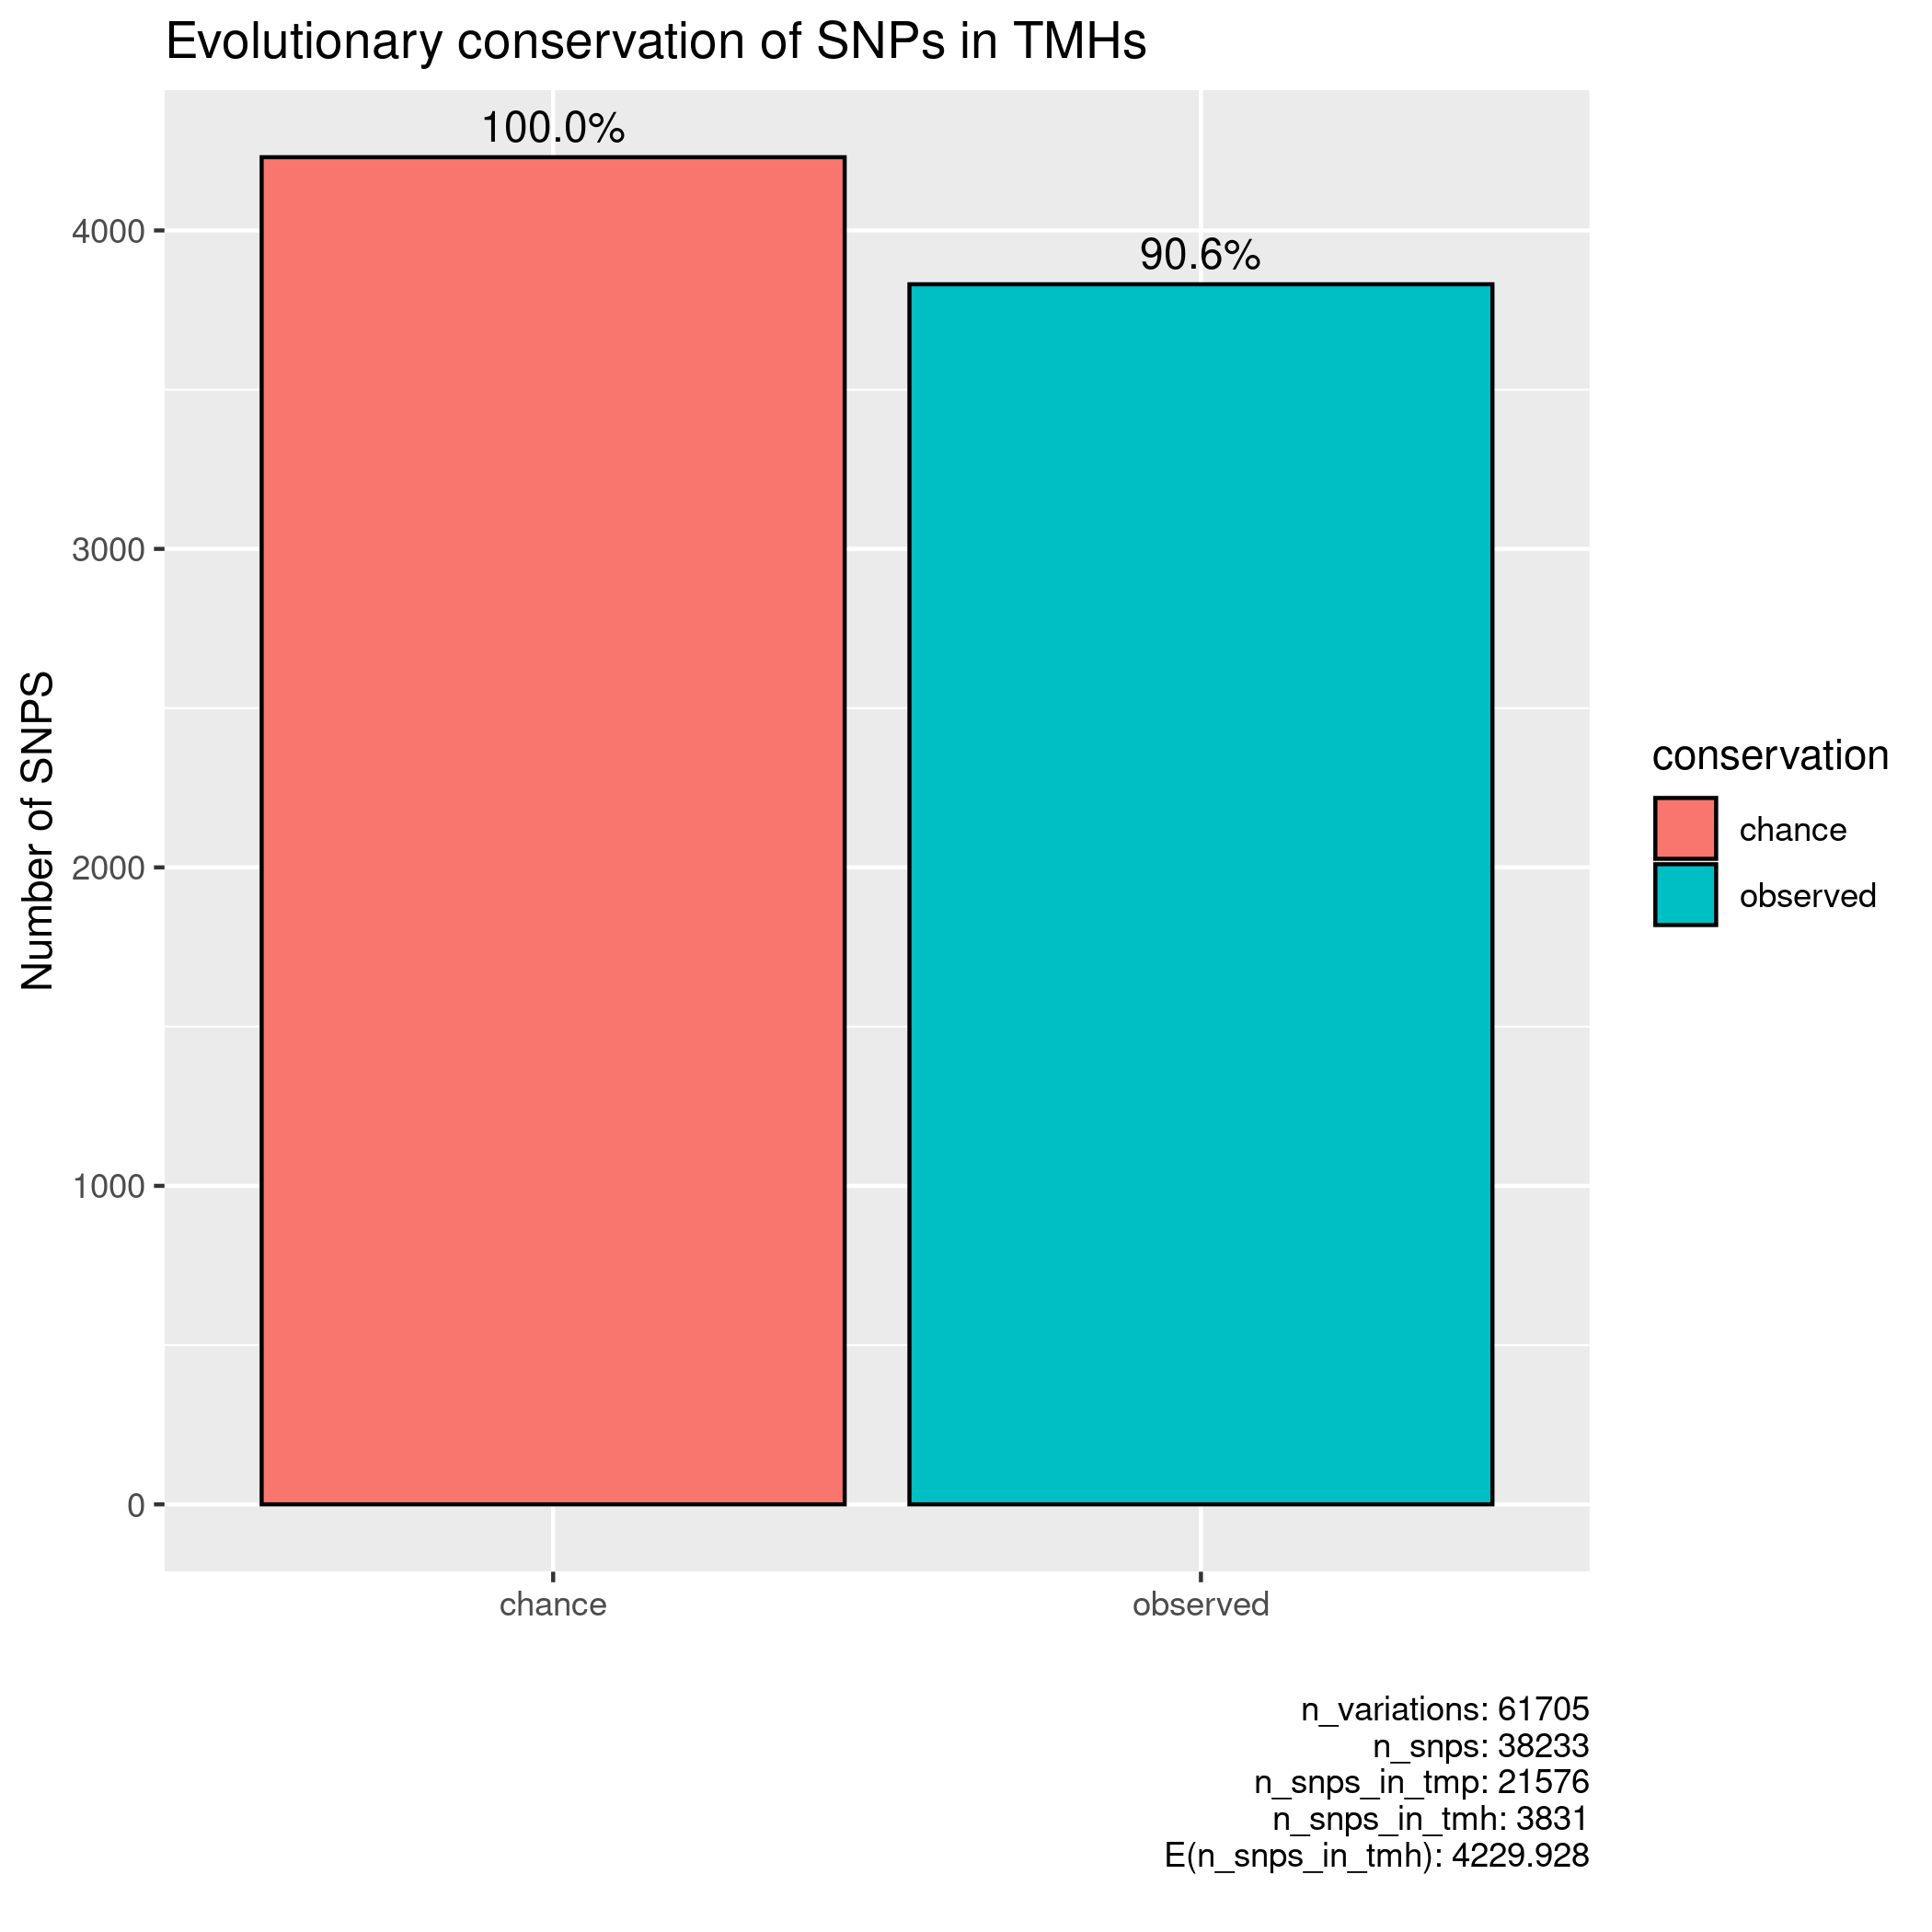 Evolutionary conservation of SNPs in TMHs
100.0%
90.6%
4000
3000
2000
1000
0
Number of SNPS
chance
observed
conservation
chance
observed
n_variations: 61705
n_snps: 38233
n_snps_in_tmp: 21576
n_snps_in_tmh: 3831
E(n_snps_in_tmh): 4229.928